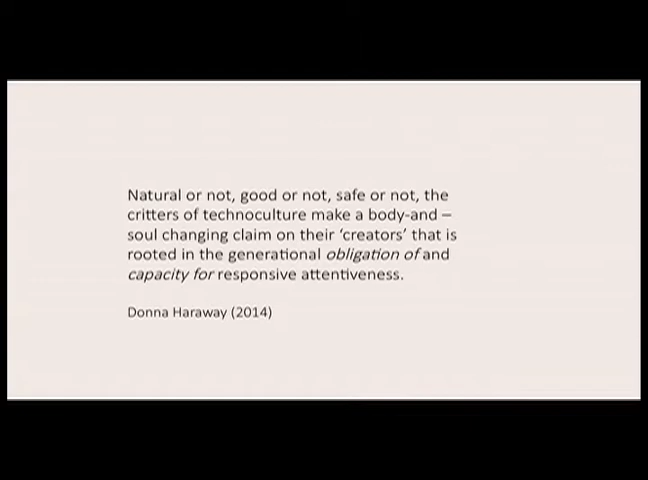 Natural or not, good or not, safe or not, the
critters of technoculture make a body-and –
soul changing claim on their ‘creators’ that is
rooted in the generational obligation of and
capacity for responsive attentiveness.
Donna Haraway (2014)